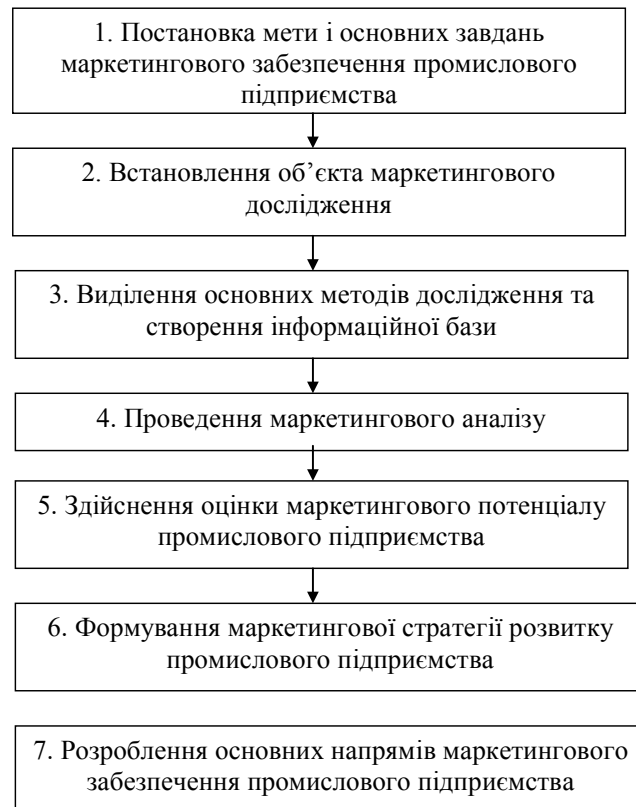 1. Постановка мети і основних завдань
маркетингового забезпечення промислового
підприємства
2. Встановлення об’єкта маркетингового
дослідження
3. Виділення основних методів дослідження та
створення інформаційної бази
4. Проведення маркетингового аналізу
5. Здійснення оцінки маркетингового потенціалу
промислового підприємства
6. Формування маркетингової стратегії розвитку
промислового підприємства
7. Розроблення основних напрямів маркетингового
забезпечення промислового підприємства